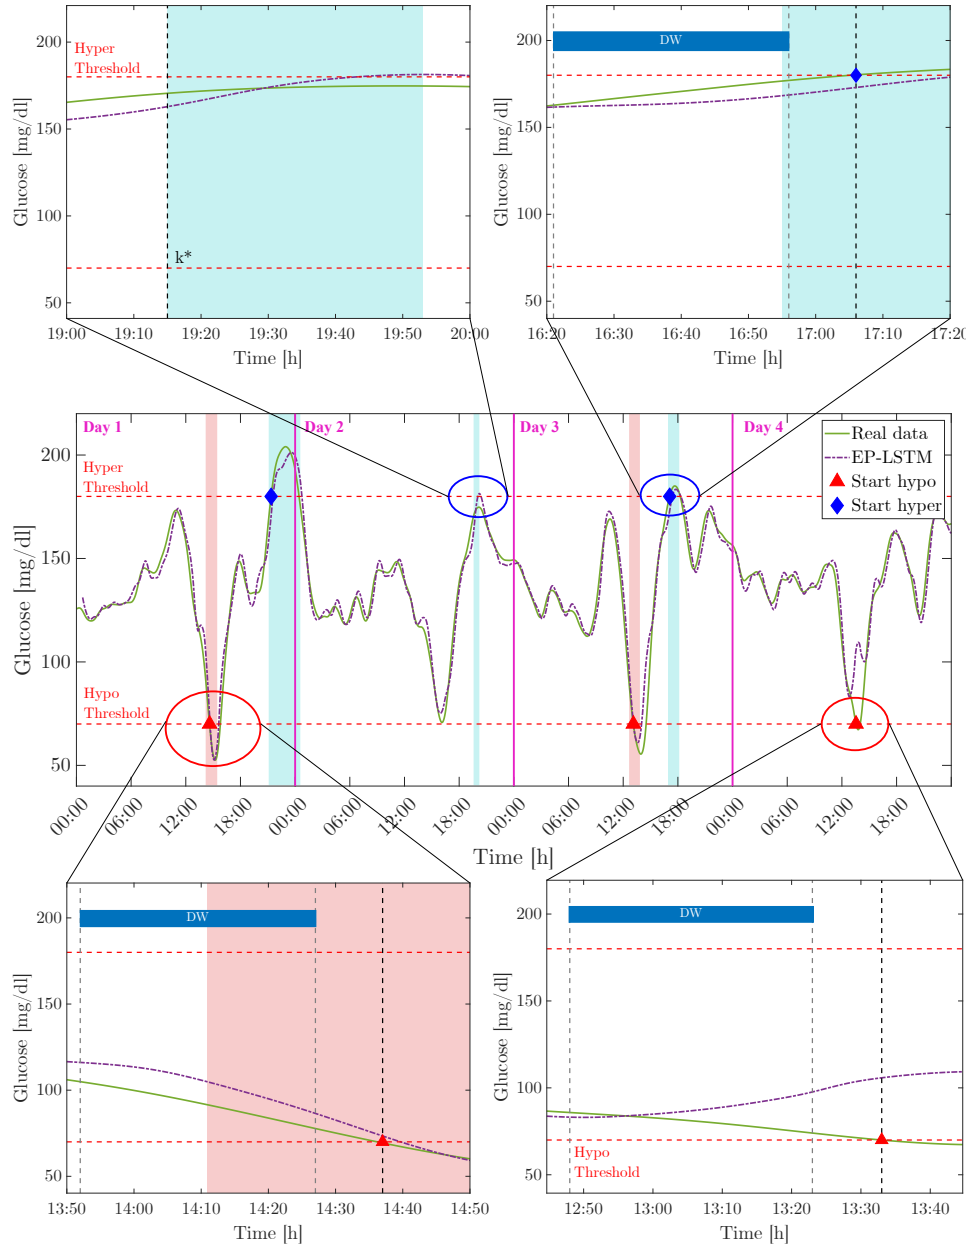 200
150
100
50
Glucose [mg/dl]
Hyper
Threshold
k*
19:00 19:10 19:20 19:30 19:40 19:50 20:00
Time [h]
200
150
100
50
Glucose [mg/dl]
DW
16:20 16:30 16:40 16:50 17:00 17:10 17:20
Time [h]
Day 1 Day 2 Day 3 Day 4
200
150
100
50
Glucose [mg/dl]
Hyper
Threshold
Hypo
Threshold
Real data
EP-LSTM
Start hypo
Start hyper
00:00 06:00 12:00 18:00 00:00 06:00 12:00 18:00 00:00 06:00 12:00 18:00 00:00 06:00 12:00 18:00
Time [h]
200
150
100
50
Glucose [mg/dl]
DW
13:50 14:00 14:10 14:20 14:30 14:40 14:50
Time [h]
200
150
100
50
Glucose [mg/dl]
DW
Hypo
Threshold
12:50 13:00 13:10 13:20 13:30 13:40
Time [h]